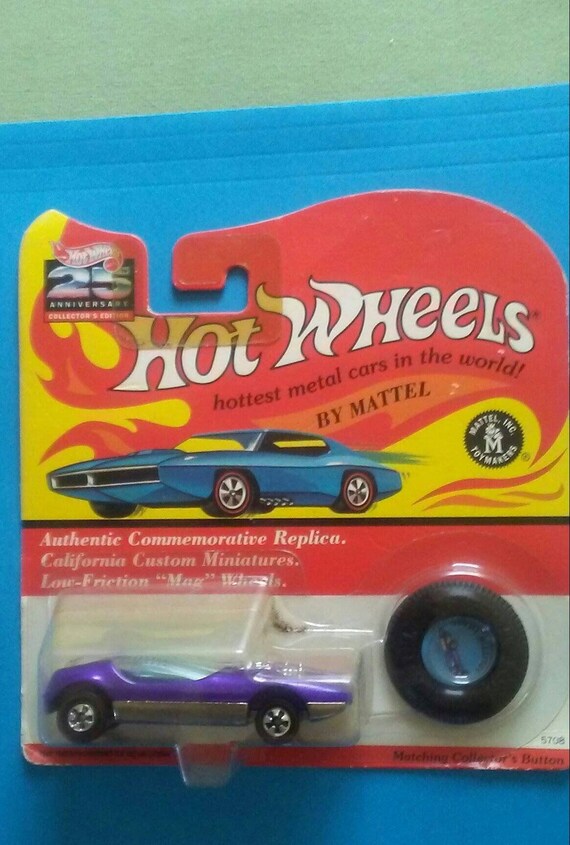 Hot Wheels
25th
ANNIVERSARY
COLLECTOR'S EDITION
Hot Wheels®
hottest metal cars in the world!
BY MATTEL
MATTEL, INC.
M
TOYMAKERS
Authentic Commemorative Replica.
California Custom Miniatures.
Low-Friction "Mag" Wheels.
5708
Matching Collector's Button